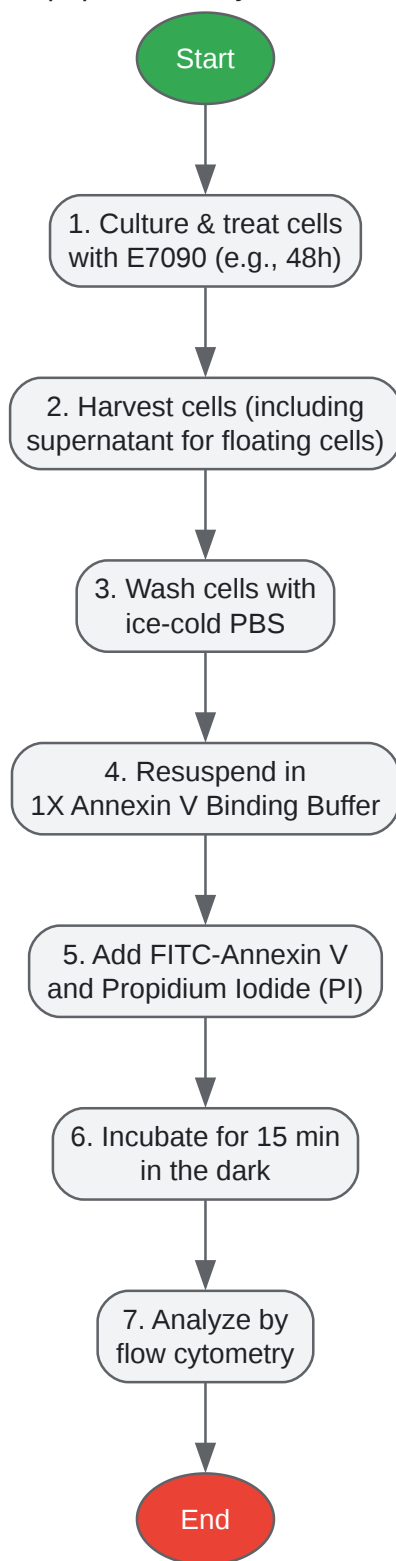 Start
1. Culture & treat cells
with E7090 (e.g., 48h)
2. Harvest cells (including
supernatant for floating cells)
3. Wash cells with
ice-cold PBS
4. Resuspend in
1X Annexin V Binding Buffer
5. Add FITC-Annexin V
and Propidium Iodide (PI)
6. Incubate for 15 min
in the dark
7. Analyze by
flow cytometry
End